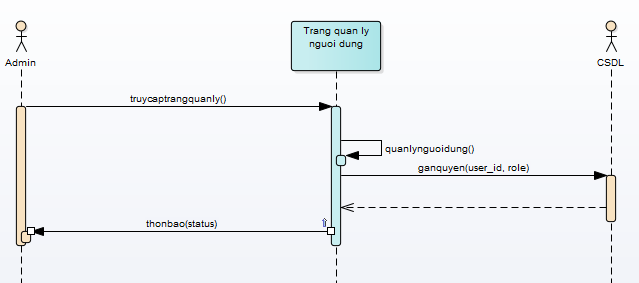 Trang quan ly
nguoi dung
Admin
CSDL
truycaptrangquanly()
quanlynguoidung()
ganquyen(user_id, role)
thonbao(status)